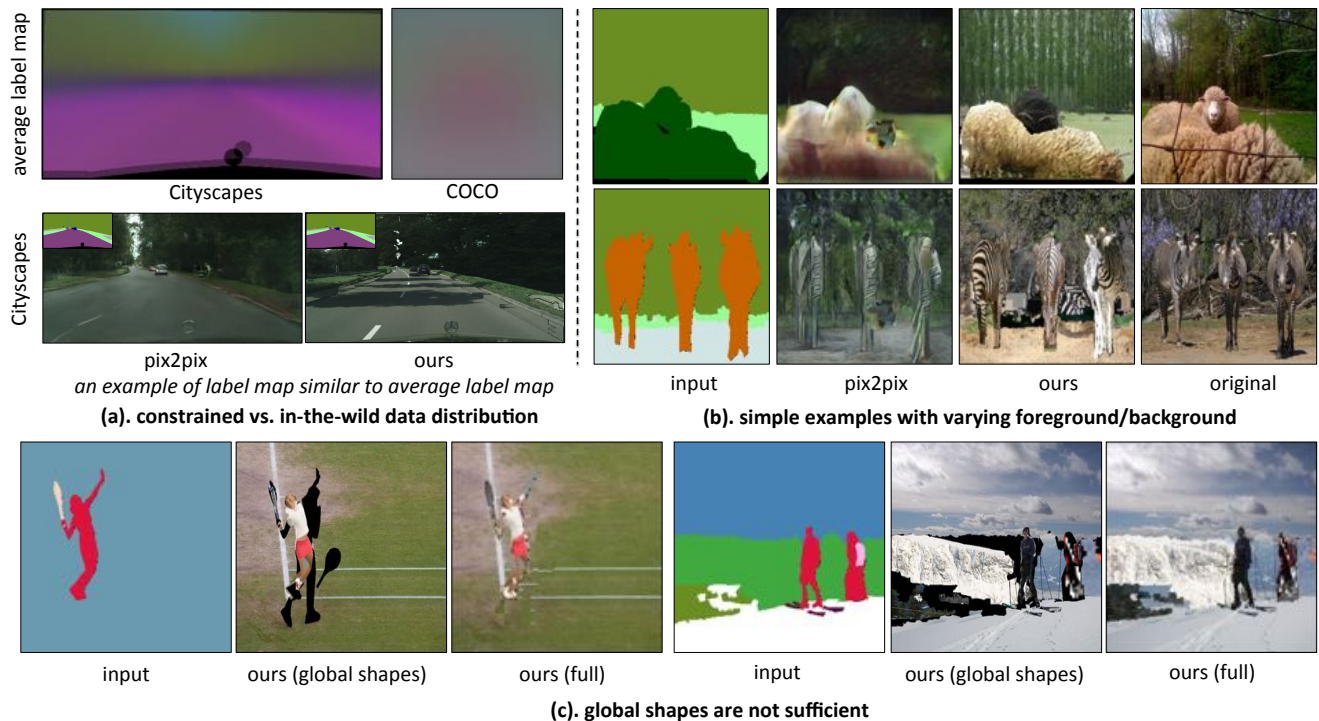 average label map
Cityscapes
COCO
Cityscapes
pix2pix
ours
an example of label map similar to average label map
(a). constrained vs. in-the-wild data distribution
input
pix2pix
ours
original
(b). simple examples with varying foreground/background
input
ours (global shapes)
ours (full)
input
ours (global shapes)
ours (full)
(c). global shapes are not sufficient